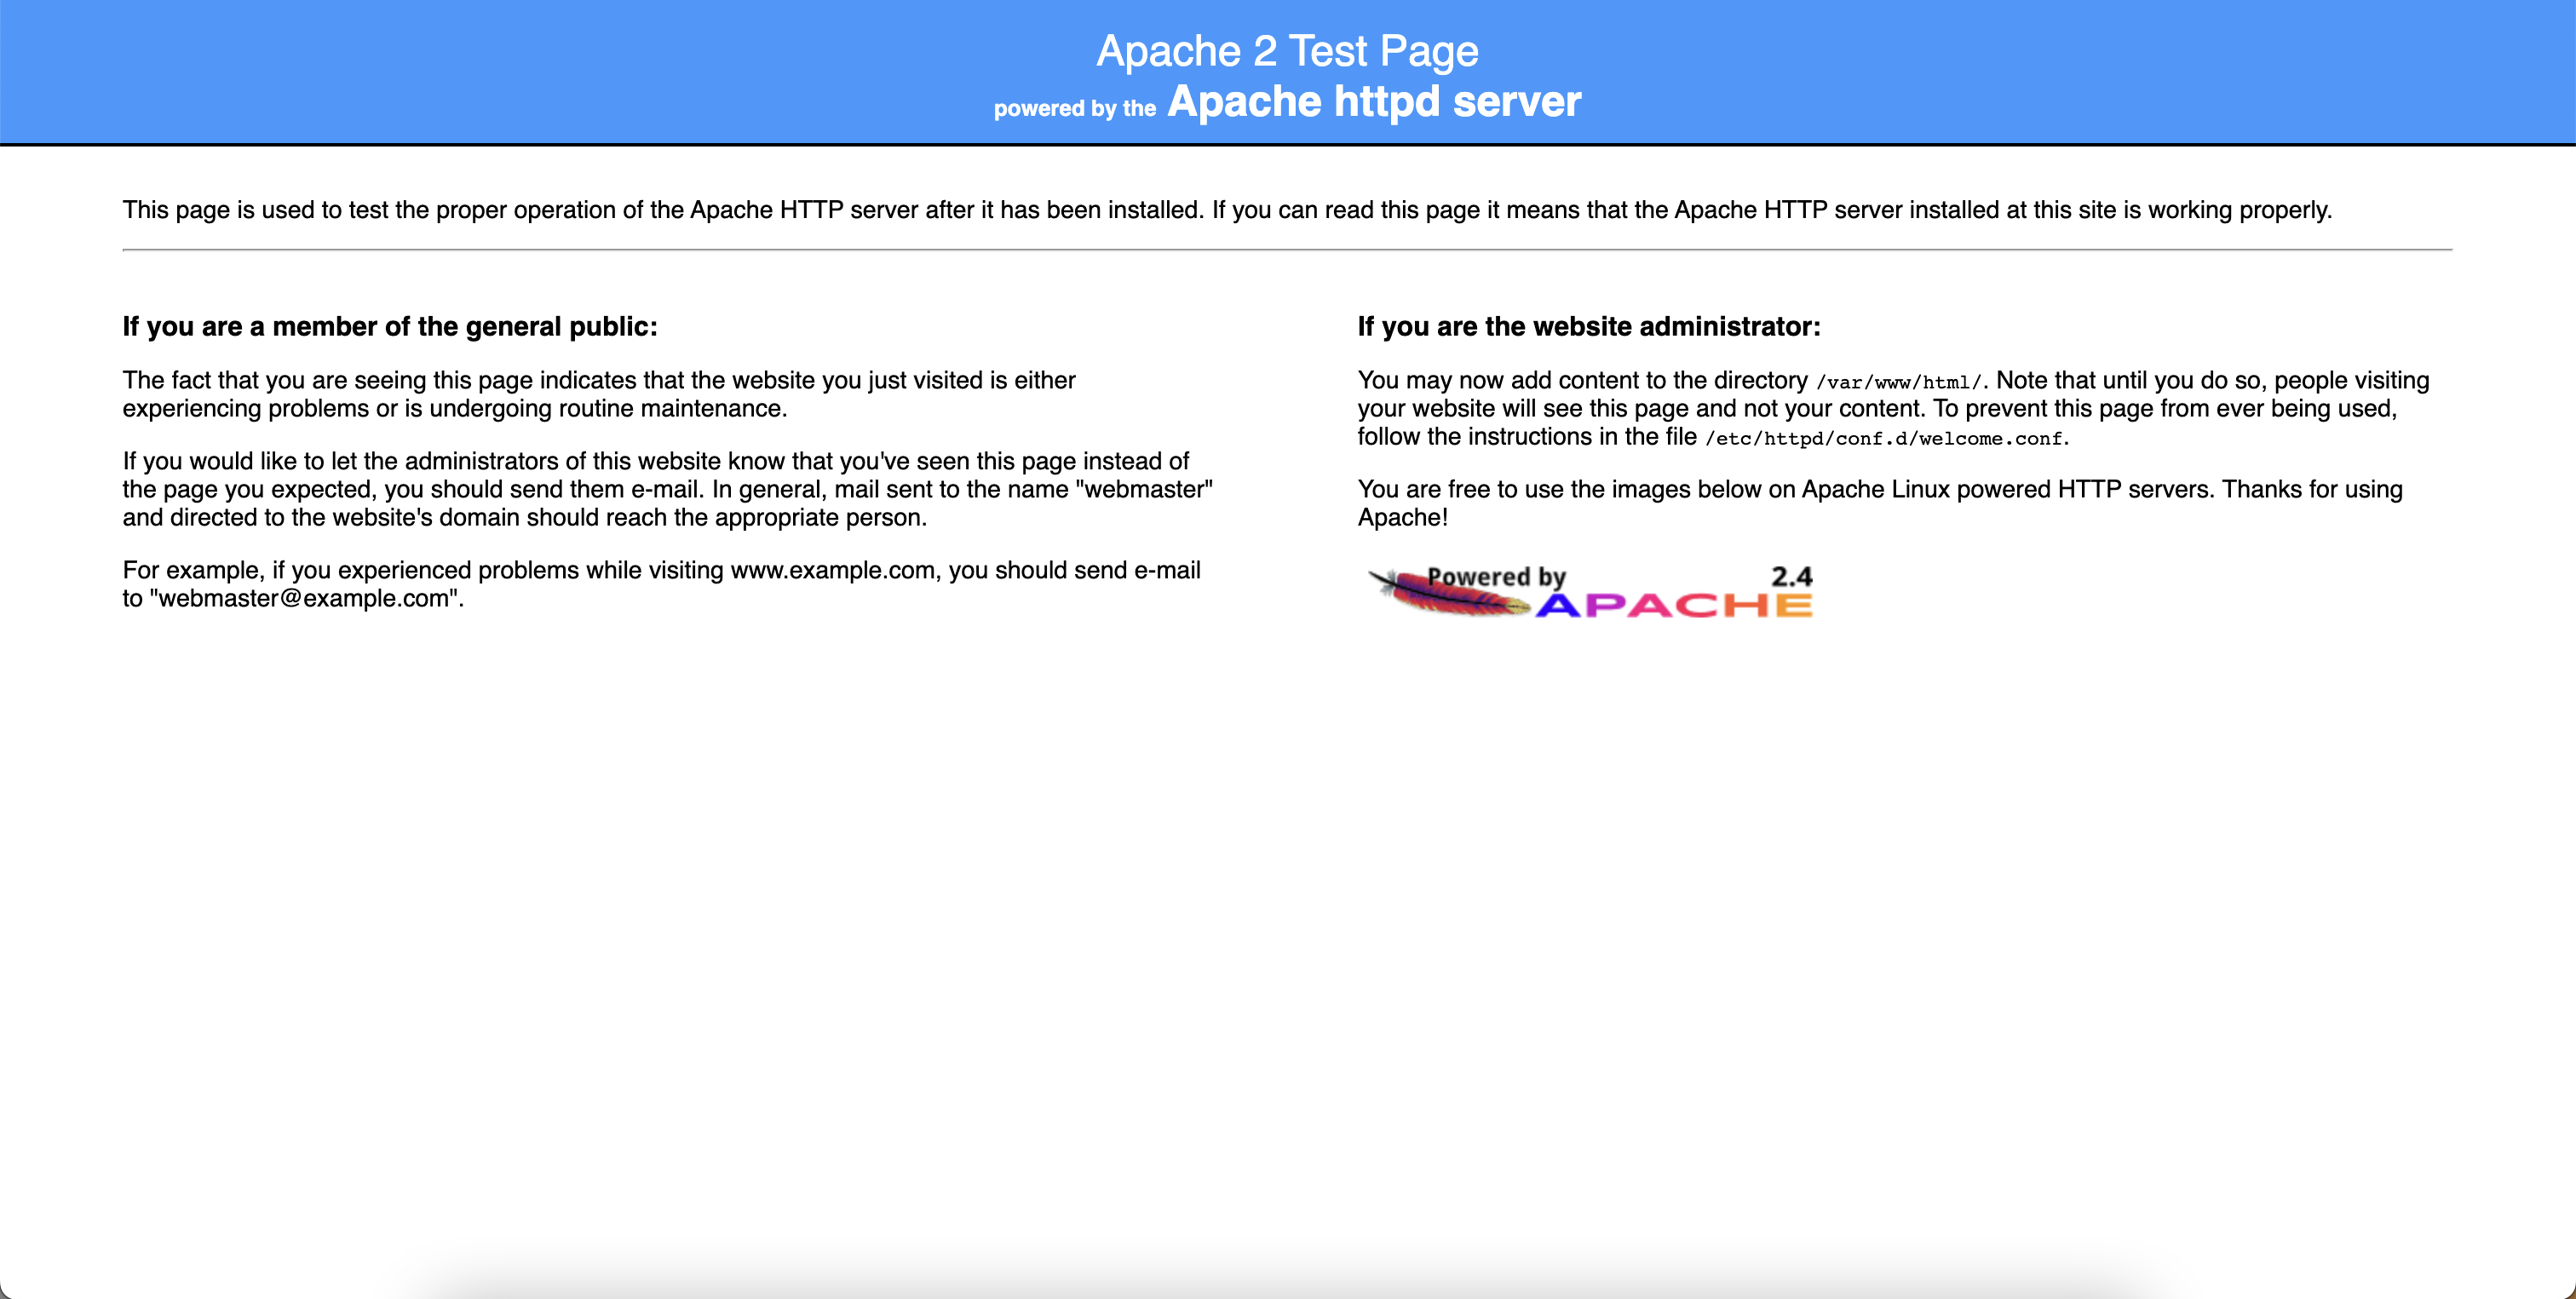 Apache 2 Test Page
powered by the Apache httpd server
This page is used to test the proper operation of the Apache HTTP server after it has been installed. If you can read this page it means that the Apache HTTP server installed at this site is working properly.
If you are a member of the general public:
The fact that you are seeing this page indicates that the website you just visited is either
experiencing problems or is undergoing routine maintenance.
If you would like to let the administrators of this website know that you've seen this page instead of
the page you expected, you should send them e-mail. In general, mail sent to the name "webmaster"
and directed to the website's domain should reach the appropriate person.
For example, if you experienced problems while visiting www.example.com, you should send e-mail
to "webmaster@example.com".
If you are the website administrator:
You may now add content to the directory /var/www/html/. Note that until you do so, people visiting
your website will see this page and not your content. To prevent this page from ever being used,
follow the instructions in the file /etc/httpd/conf.d/welcome.conf.
You are free to use the images below on Apache Linux powered HTTP servers. Thanks for using
Apache!
Powered by 2.4
APACHE